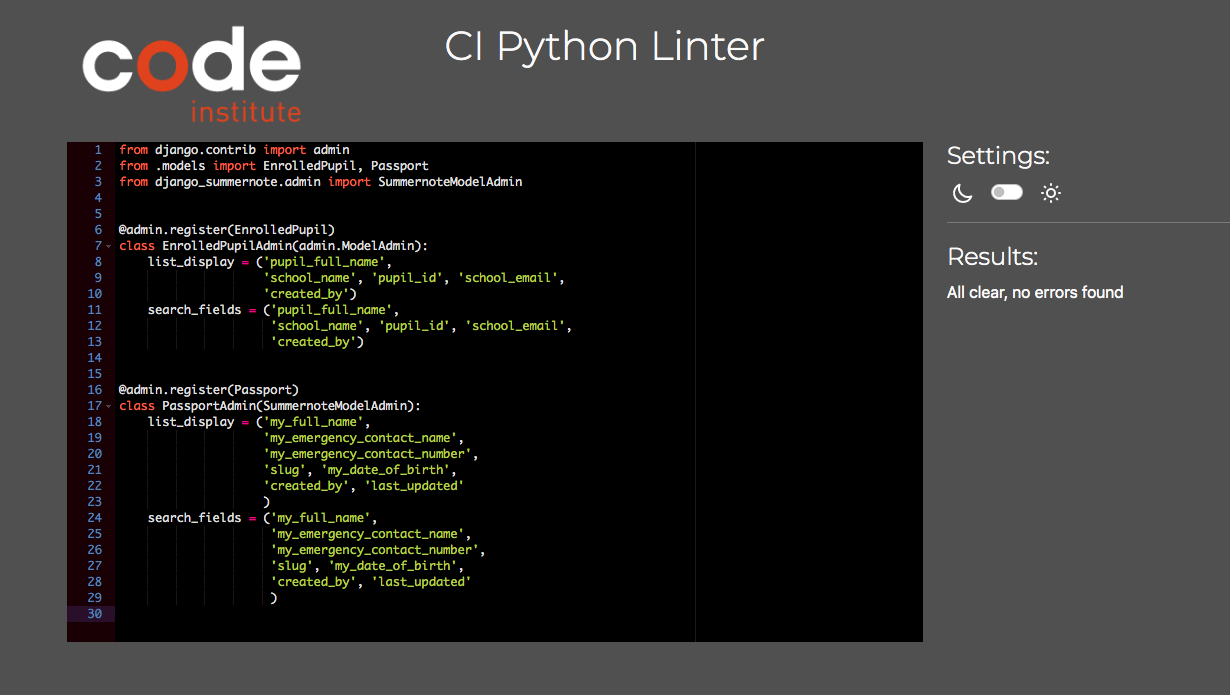 code
institute
CI Python Linter
1 from django.contrib import admin
2 from .models import EnrolledPupil, Passport
3 from django_summernote.admin import SummernoteModelAdmin
4
5
6 @admin.register(EnrolledPupil)
7 class EnrolledPupilAdmin(admin.ModelAdmin):
8     list_display = ('pupil_full_name',
9                     'school_name', 'pupil_id', 'school_email',
10                     'created_by')
11     search_fields = ('pupil_full_name',
12                      'school_name', 'pupil_id', 'school_email',
13                      'created_by')
14
15
16 @admin.register(Passport)
17 class PassportAdmin(SummernoteModelAdmin):
18     list_display = ('my_full_name',
19                     'my_emergency_contact_name',
20                     'my_emergency_contact_number',
21                     'slug', 'my_date_of_birth',
22                     'created_by', 'last_updated'
23                     )
24     search_fields = ('my_full_name',
25                      'my_emergency_contact_name',
26                      'my_emergency_contact_number',
27                      'slug', 'my_date_of_birth',
28                      'created_by', 'last_updated'
29                      )
30
Settings:
Results:
All clear, no errors found